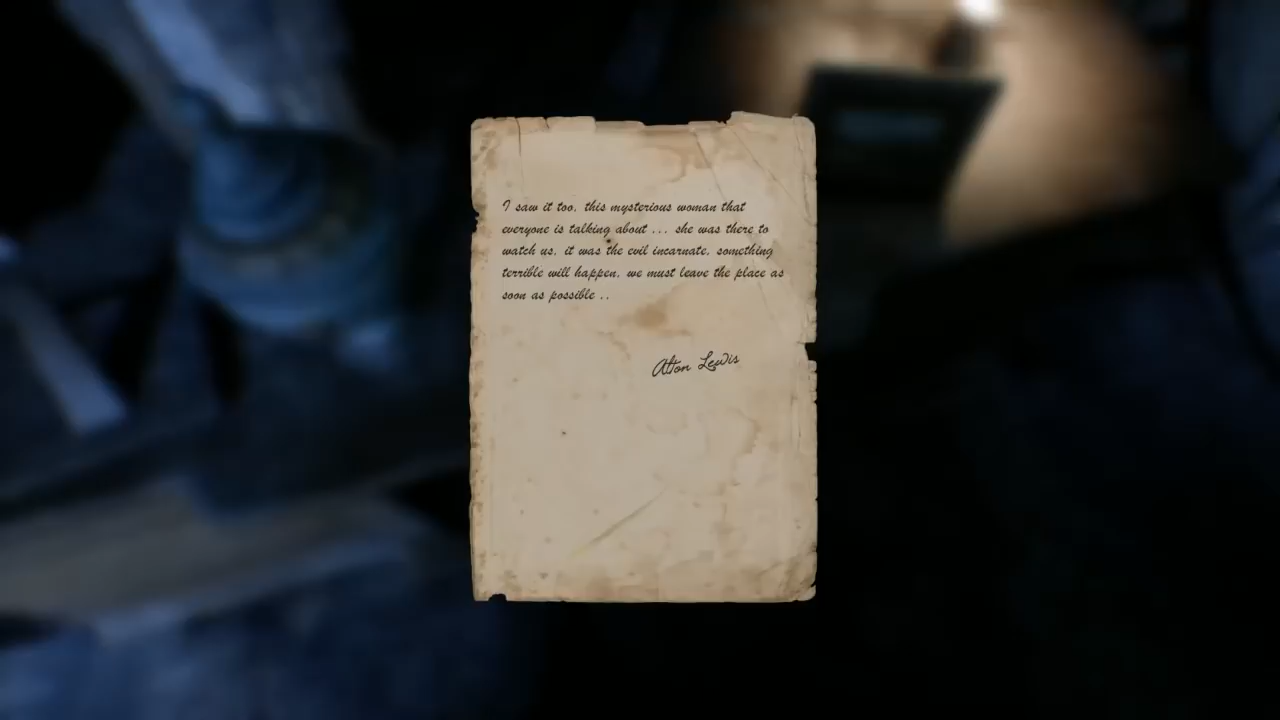 I saw it too, this mysterious woman that
everyone is talking about ... she was there to
watch us, it was the evil incarnate, something
terrible will happen, we must leave the place as
soon as possible ..
Alton Lewis